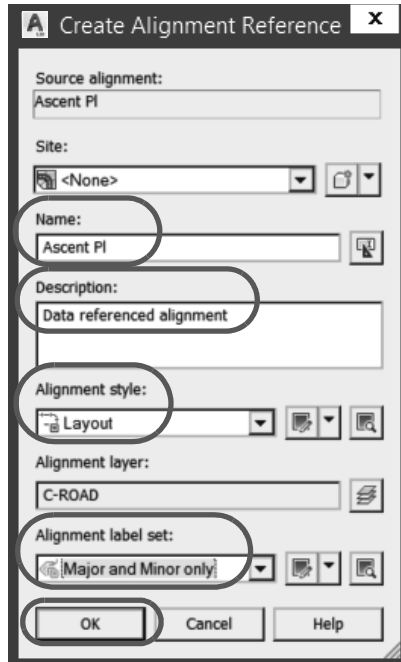 Create Alignment Reference
x
Source alignment:
Ascent Pl
Site:
<None>
Name:
Ascent Pl
Description:
Data referenced alignment
Alignment style:
Layout
Alignment layer:
C-ROAD
Alignment label set:
Major and Minor only
OK Cancel Help